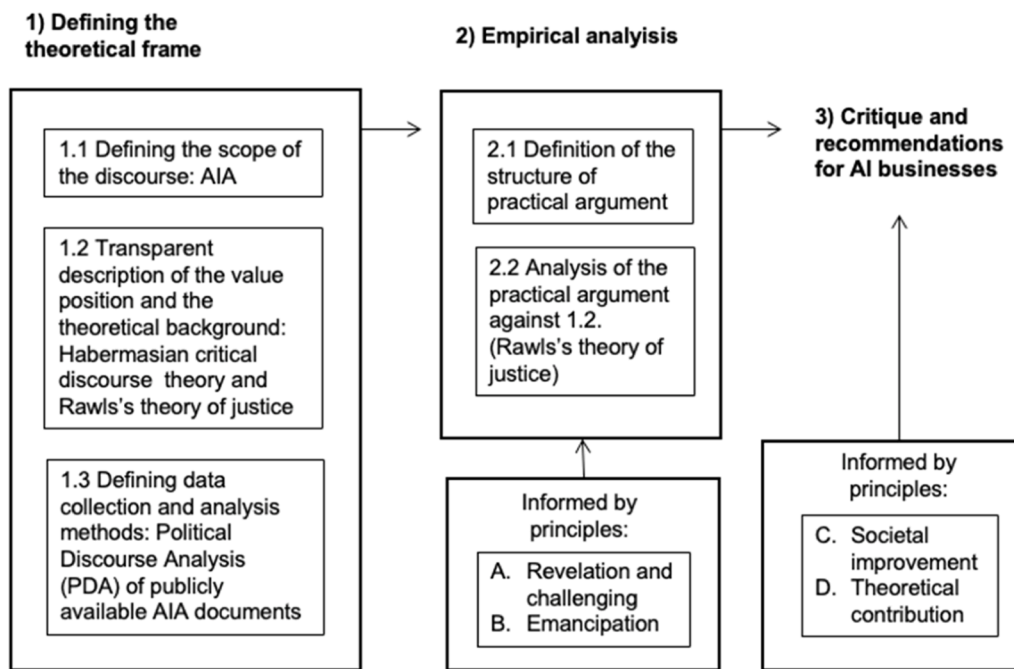 1) Defining the
theoretical frame
1.1 Defining the scope of
the discourse: AIA
1.2 Transparent
description of the value
position and the
theoretical background:
Habermasian critical
discourse theory and
Rawls's theory of justice
1.3 Defining data
collection and analysis
methods: Political
Discourse Analysis
(PDA) of publicly
available AIA documents
2) Empirical analyisis
2.1 Definition of the
structure of
practical argument
2.2 Analysis of the
practical argument
against 1.2.
(Rawls's theory of
justice)
Informed by
principles:
A. Revelation and
challenging
B. Emancipation
3) Critique and
recommendations
for AI businesses
Informed by
principles:
C. Societal
improvement
D. Theoretical
contribution